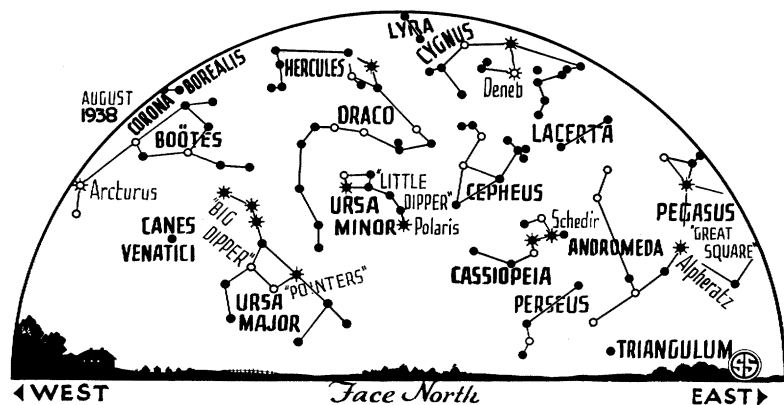 LYRA
CYGNUS
HERCULES
BOREALIS
CORONA
AUGUST
1938
Deneb
DRACO
LACERTA
BOÖTES
"LITTLE
DIPPER"
URSA
MINOR
Polaris
CEPHEUS
Arcturus
"BIG
DIPPER"
CANES
VENATICI
Schedir
PEGASUS
"GREAT
SQUARE"
ANDROMEDA
Alpheratz
CASSIOPEIA
"POINTERS"
URSA
MAJOR
PERSEUS
TRIANGULUM
SS
WEST
Face North
EAST